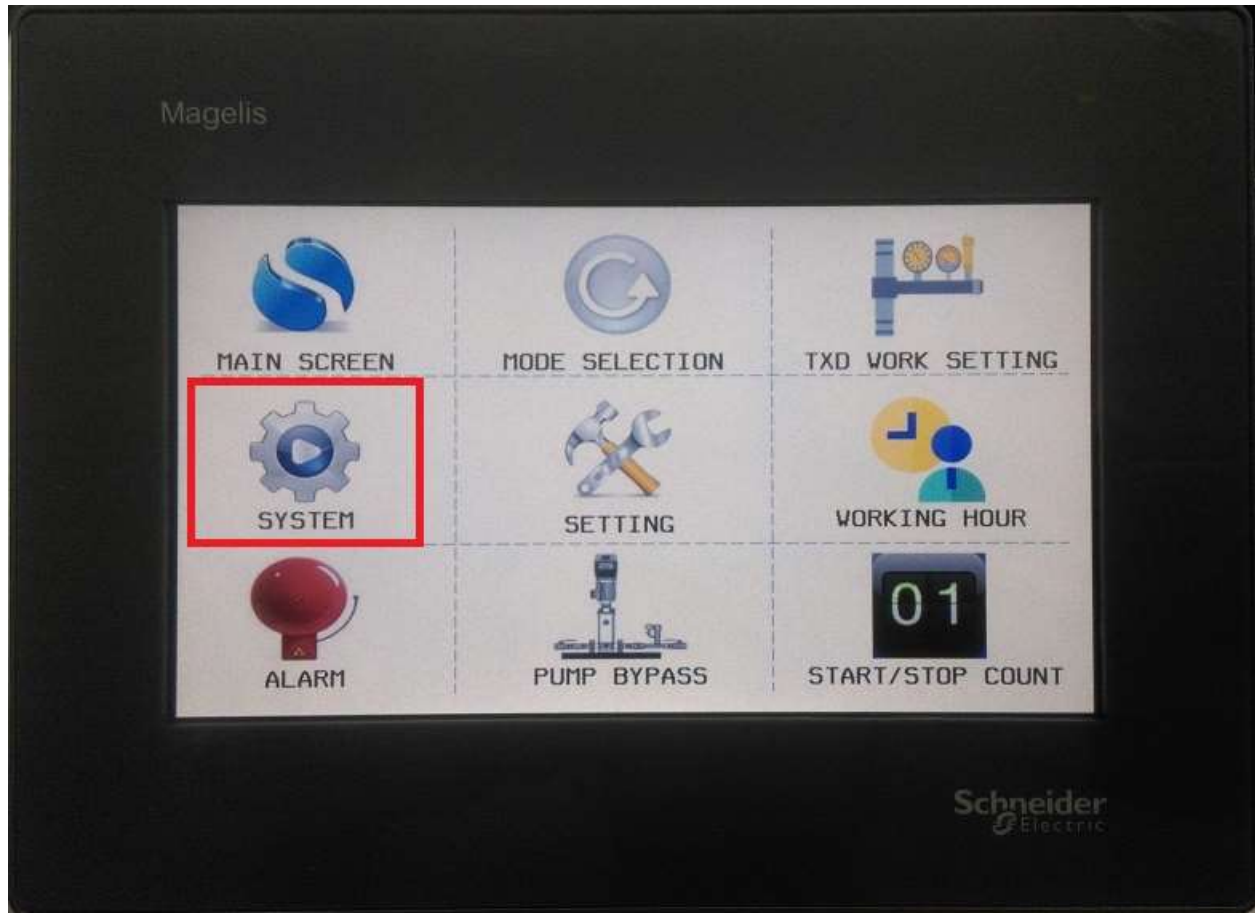 Magelis
MAIN SCREEN
MODE SELECTION
TXD WORK SETTING
SYSTEM
SETTING
WORKING HOUR
01
ALARM
PUMP BYPASS
START/STOP COUNT
Schneider
Electric